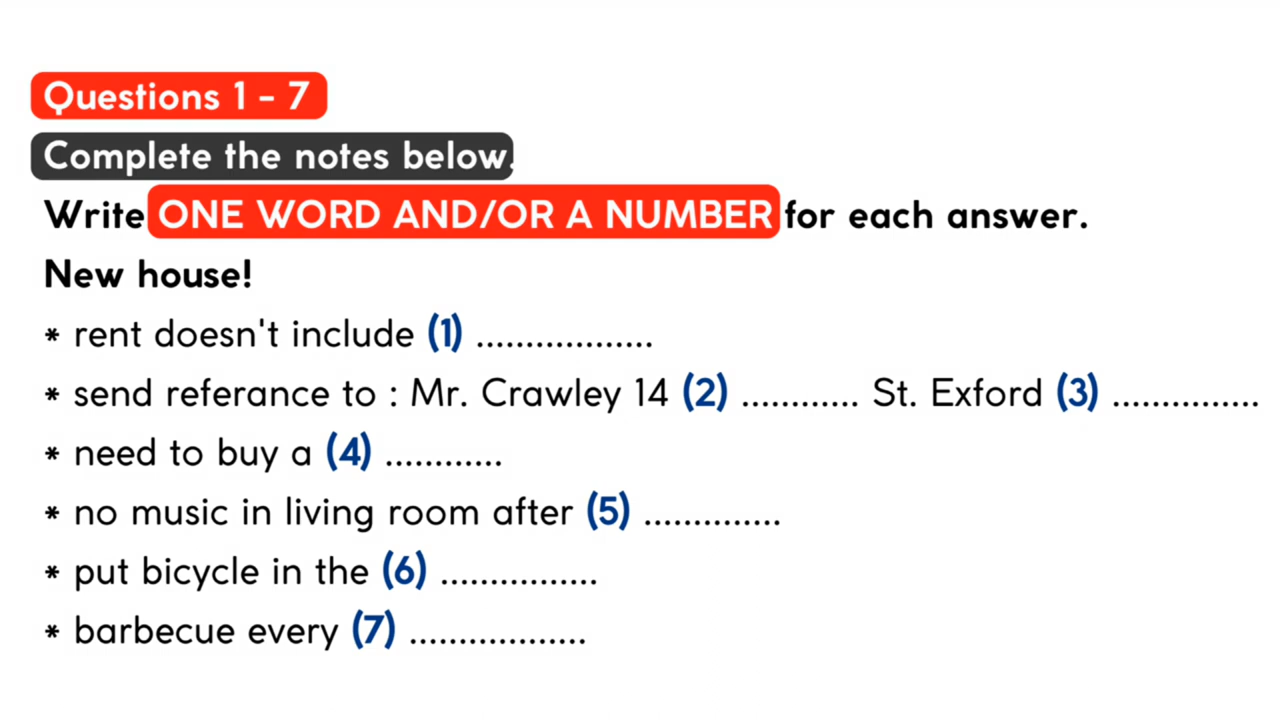 Questions 1 - 7
Complete the notes below.
Write ONE WORD AND/OR A NUMBER for each answer.
New house!
* rent doesn't include (1) ..................
* send referance to : Mr. Crawley 14 (2) ............ St. Exford (3) ...............
* need to buy a (4) ............
* no music in living room after (5) ..............
* put bicycle in the (6) ................
* barbecue every (7) ..................